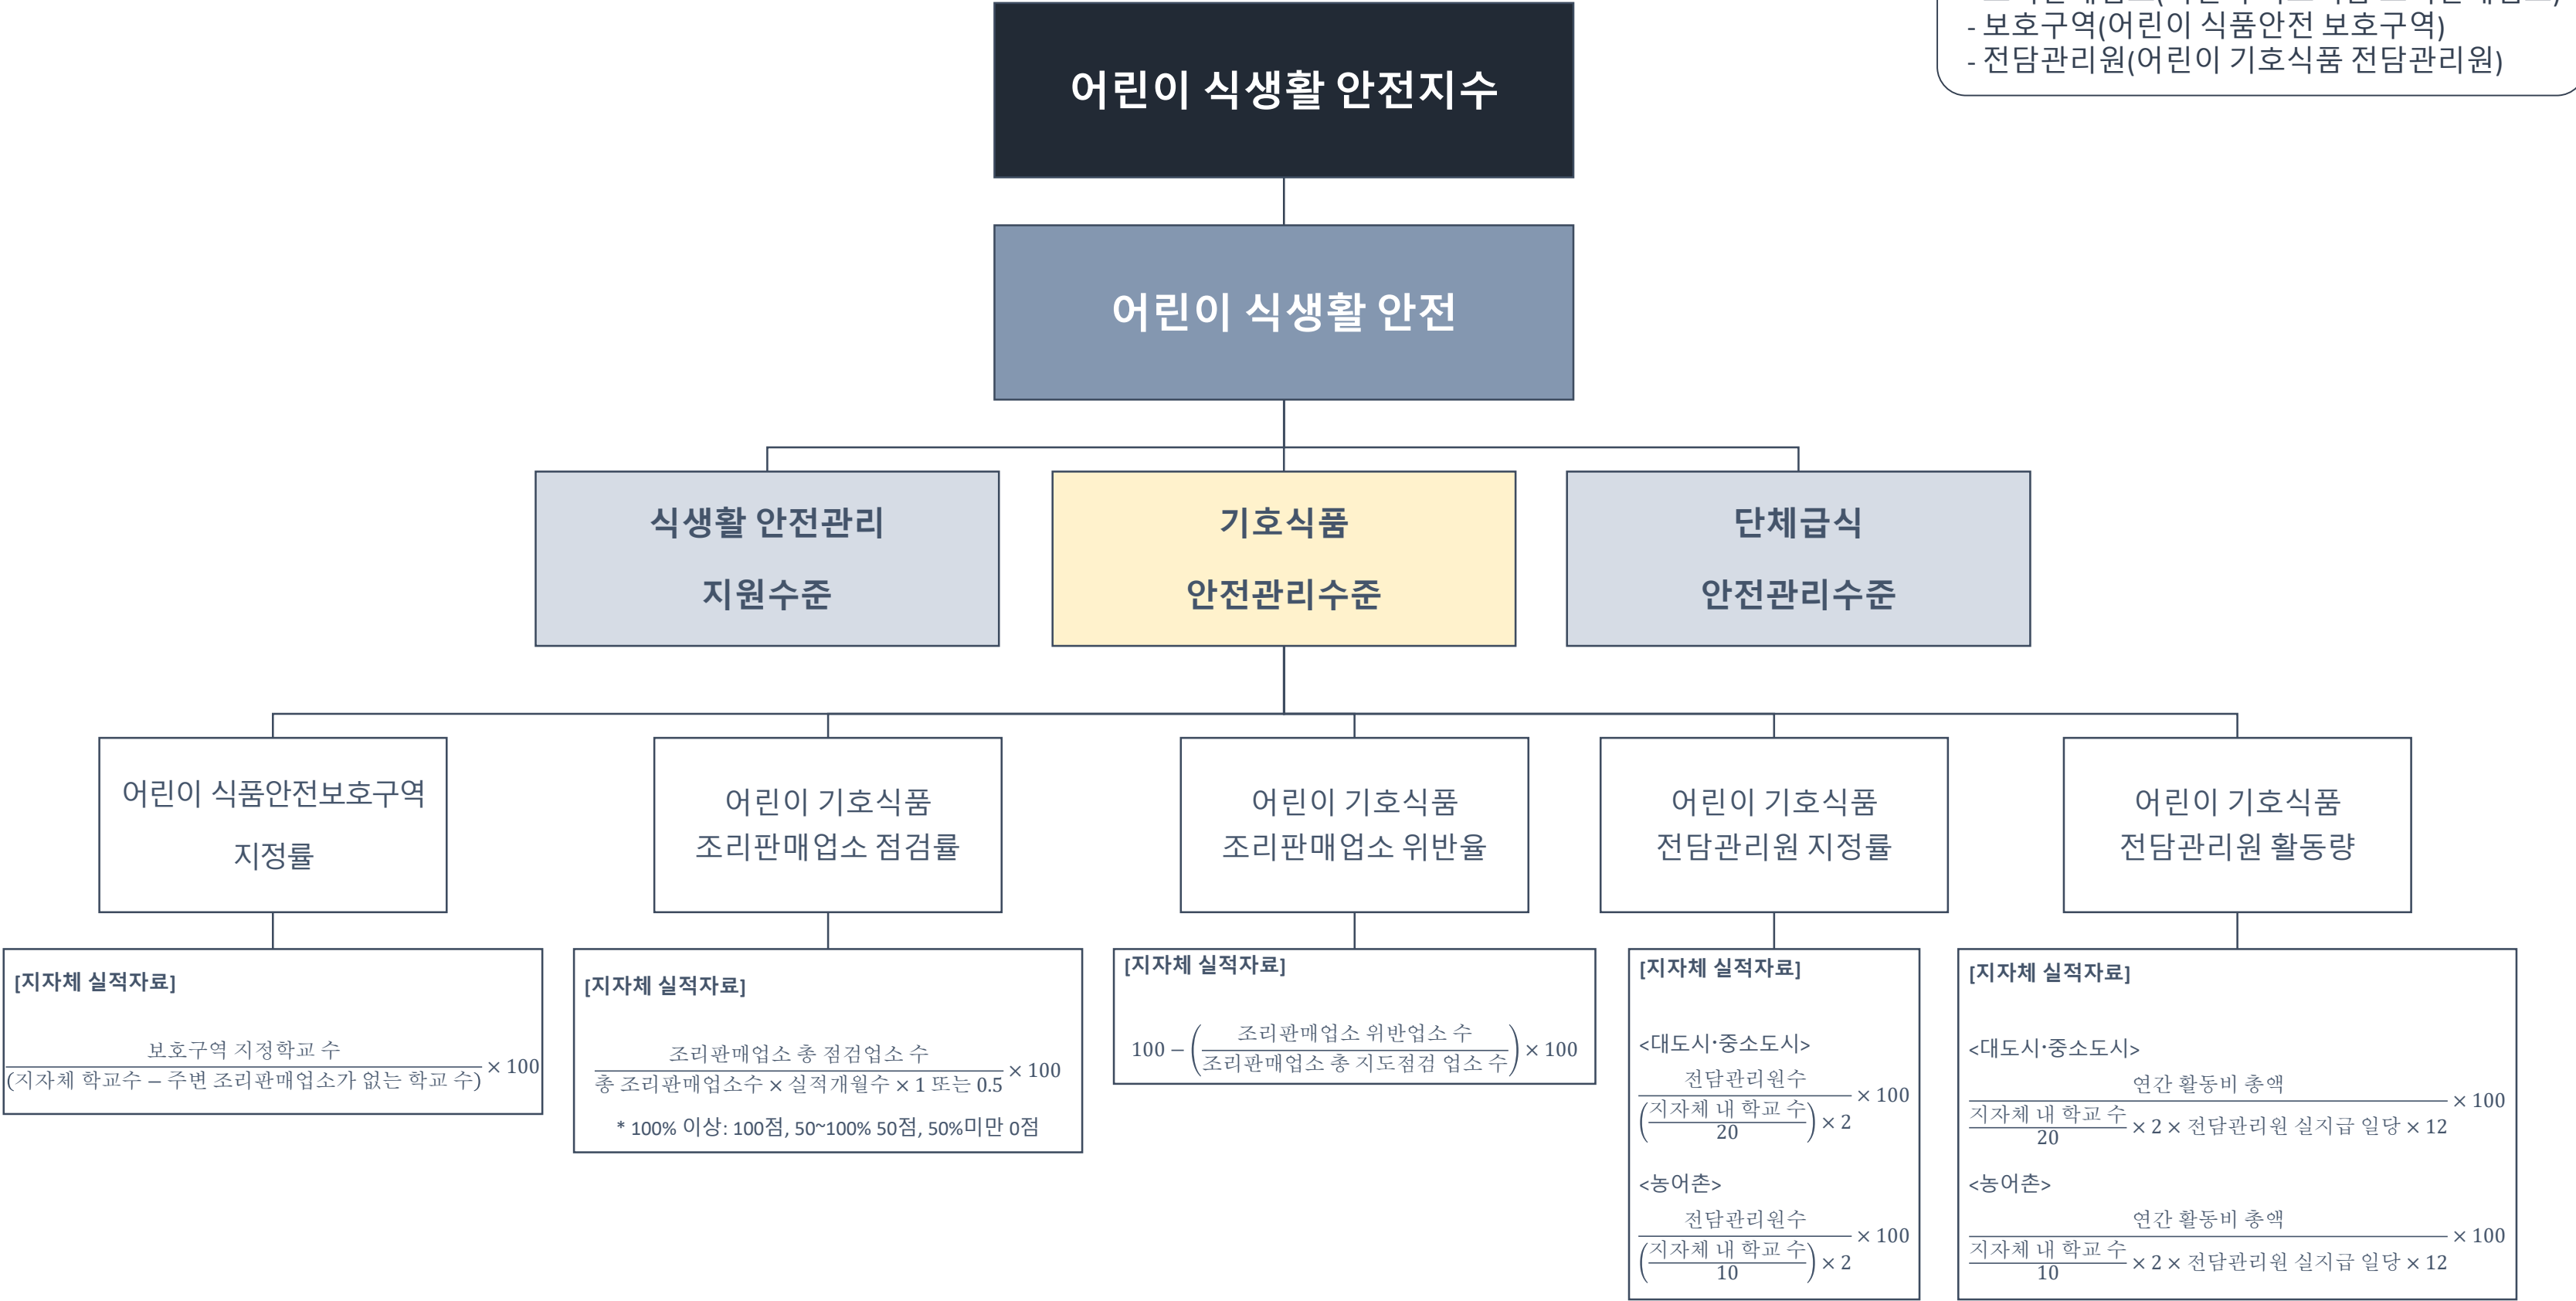 - 보호구역(어린이 식품안전 보호구역)
- 전담관리원(어린이 기호식품 전담관리원)
어린이 식생활 안전지수
어린이 식생활 안전
식생활 안전관리
지원수준
기호식품
안전관리수준
단체급식
안전관리수준
어린이 식품안전보호구역
지정률
어린이 기호식품
조리판매업소 점검률
어린이 기호식품
조리판매업소 위반율
어린이 기호식품
전담관리원 지정률
어린이 기호식품
전담관리원 활동량
[지자체 실적자료]
보호구역 지정학교 수
(지자체 학교수 − 주변 조리판매업소가 없는 학교 수) × 100
[지자체 실적자료]
조리판매업소 총 점검업소 수
총 조리판매업소수 × 실적개월수 × 1 또는 0.5 × 100
* 100% 이상: 100점, 50~100% 50점, 50%미만 0점
[지자체 실적자료]
100 − ( 조리판매업소 위반업소 수
조리판매업소 총 지도점검 업소 수 ) × 100
[지자체 실적자료]
<대도시·중소도시>
전담관리원수
( 지자체 내 학교 수
20 ) × 2 × 100
<농어촌>
전담관리원수
( 지자체 내 학교 수
10 ) × 2 × 100
[지자체 실적자료]
<대도시·중소도시>
연간 활동비 총액
지자체 내 학교 수
20 × 2 × 전담관리원 실지급 일당 × 12 × 100
<농어촌>
연간 활동비 총액
지자체 내 학교 수
10 × 2 × 전담관리원 실지급 일당 × 12 × 100